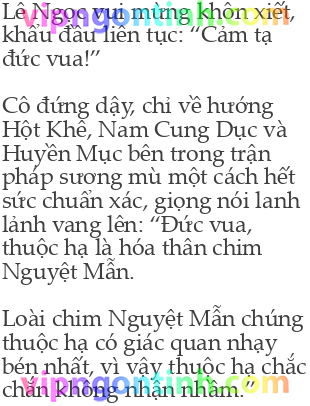 Lê Ngọc vui mừng khôn xiết,
khấu đầu liên tục: “Cảm tạ
đức vua!”
Cô đứng dậy, chỉ về hướng
Hột Khê, Nam Cung Dục và
Huyền Mục bên trong trận
pháp sương mù một cách hết
sức chuẩn xác, giọng nói lanh
lảnh vang lên: “Đức vua,
thuộc hạ là hóa thân chim
Nguyệt Mẫn.
Loài chim Nguyệt Mẫn chúng
thuộc hạ có giác quan nhạy
bén nhất, vì vậy thuộc hạ chắc
chắn không nhận nhầm.”
vipngontinh.com
vipngontinh.com